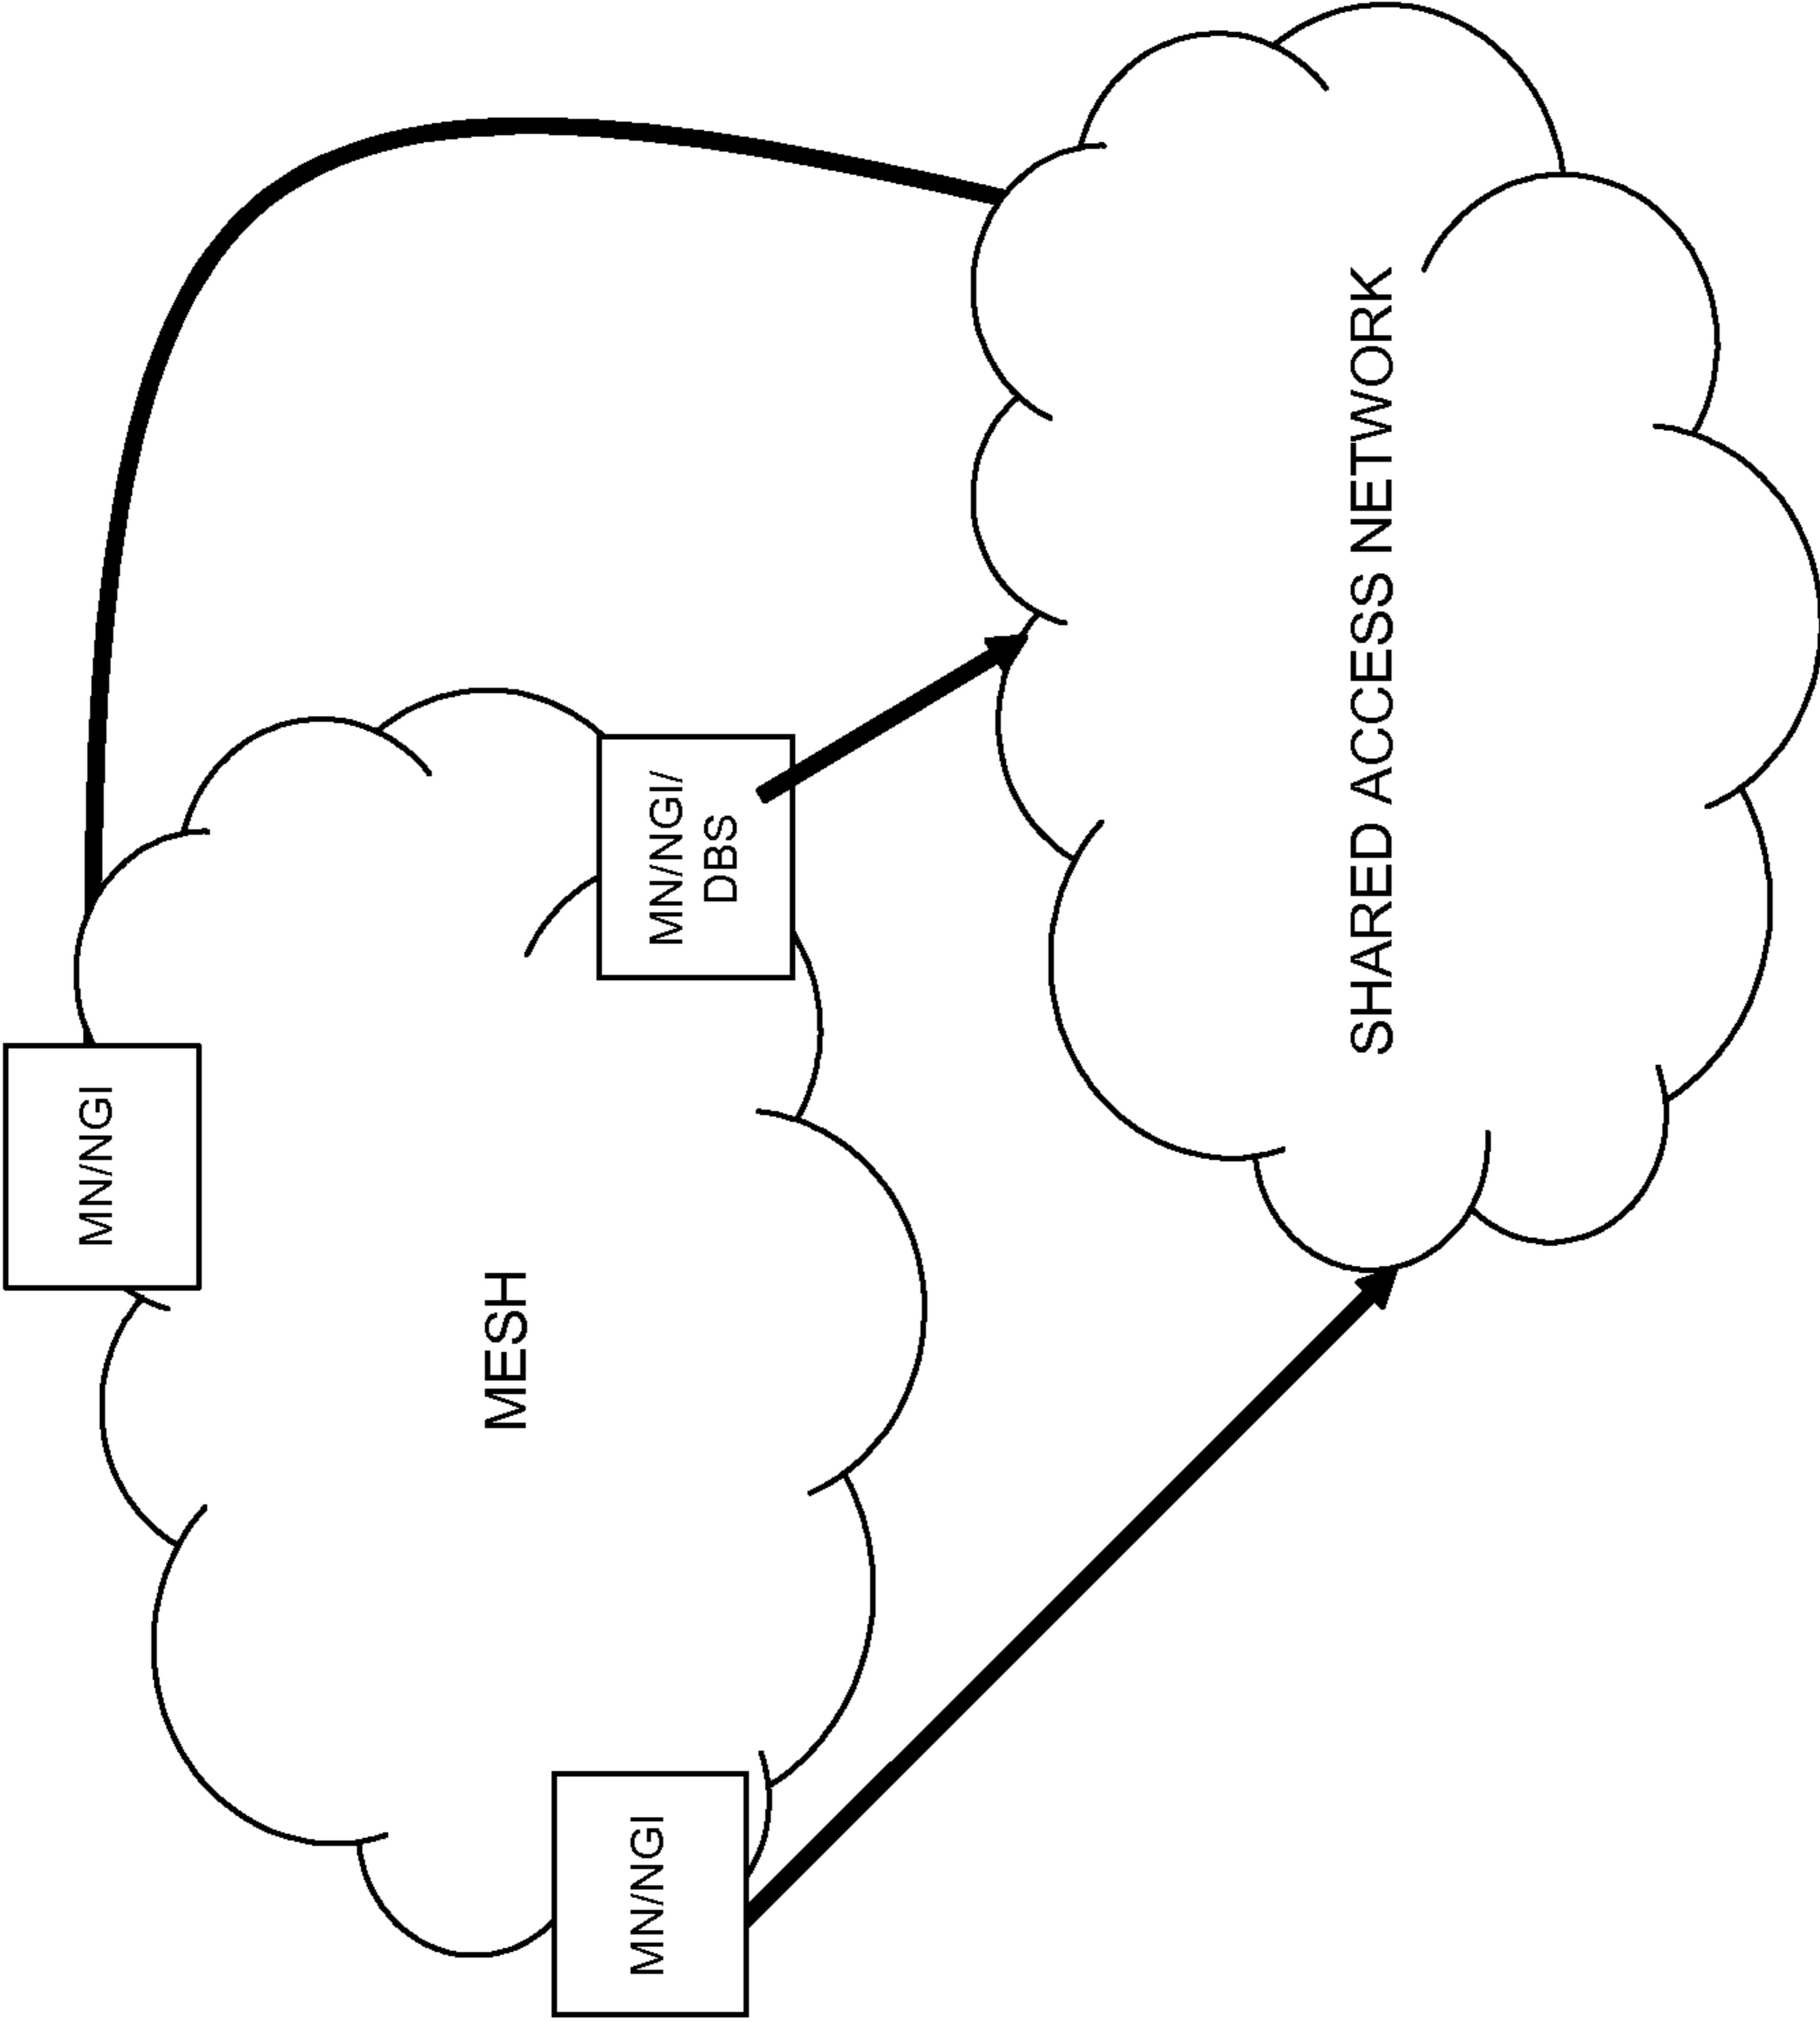 MN/NGI
MN/NGI
MESH
MN/NGI/
DBS
SHARED ACCESS NETWORK